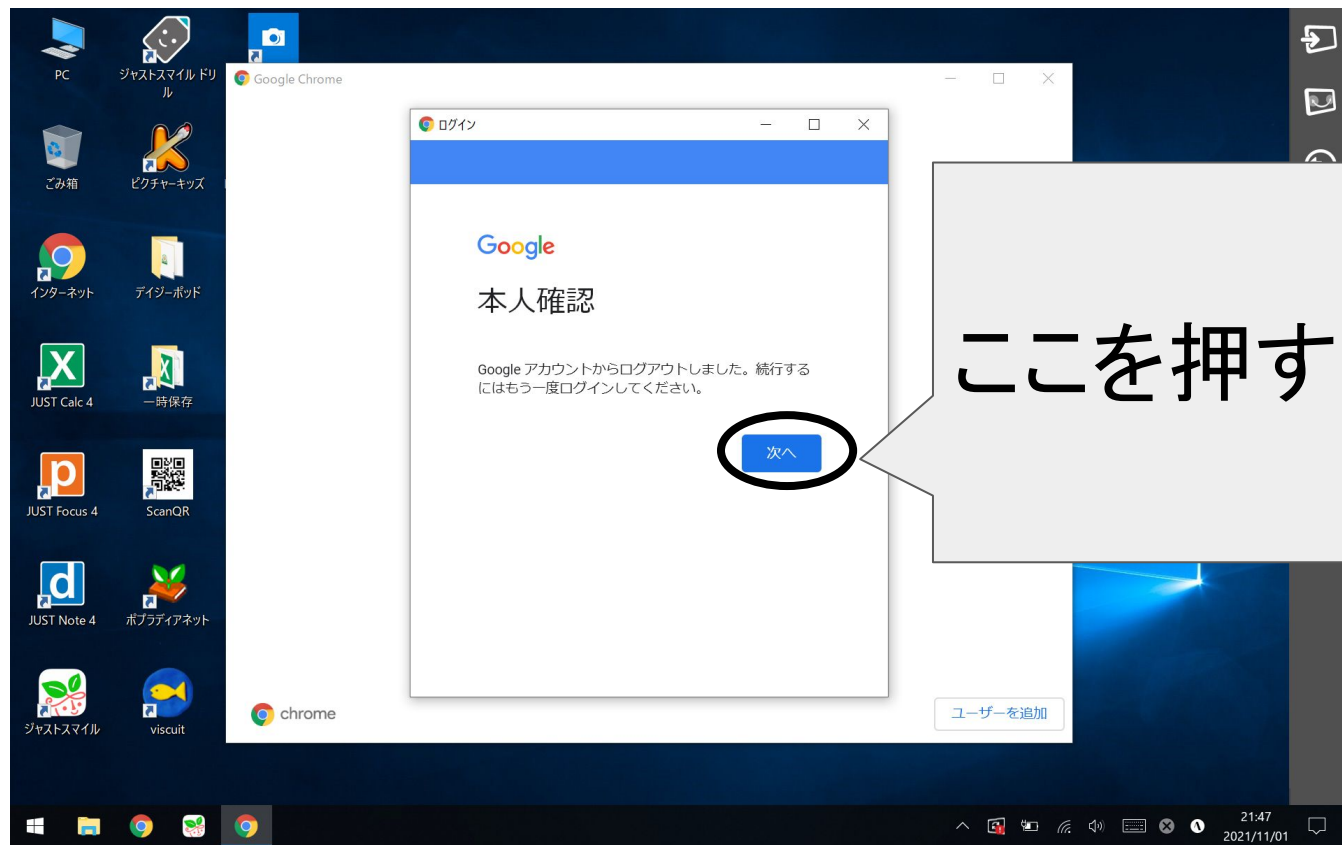 PC
ジャストスマイル ドリ
ル
Google Chrome
ログイン
ごみ箱
ピクチャーキッズ
Google
本人確認
インターネット
デイジーポッド
Google アカウントからログアウトしました。続行する
にはもう一度ログインしてください。
ここを押す
JUST Calc 4
一時保存
次へ
JUST Focus 4
ScanQR
JUST Note 4
ポプラディアネット
ジャストスマイル
viscuit
chrome
ユーザーを追加
21:47
2021/11/01